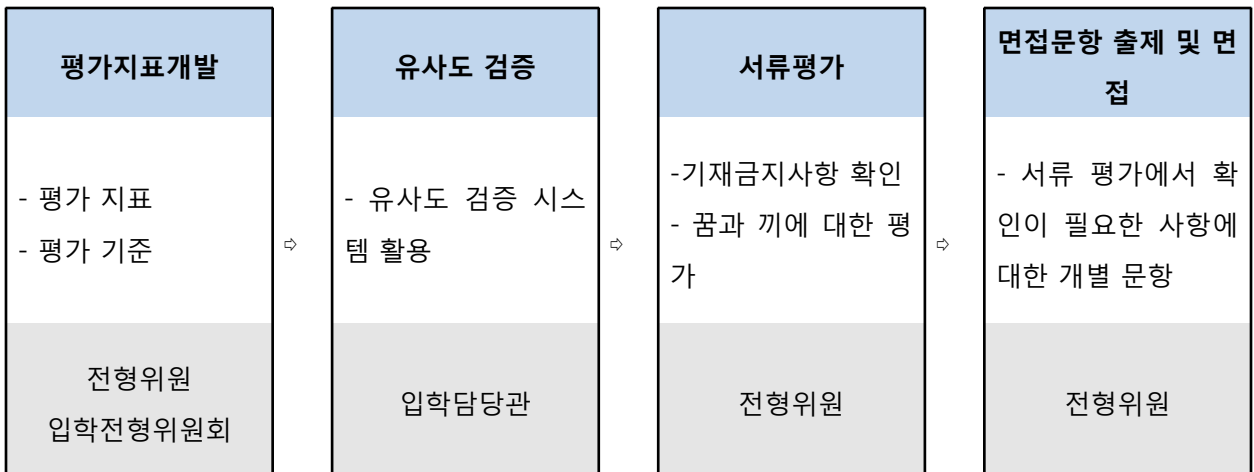 평가지표개발
- 평가 지표
- 평가 기준
전형위원
입학전형위원회
⇨
유사도 검증
- 유사도 검증 시스
템 활용
입학담당관
⇨
서류평가
-기재금지사항 확인
- 꿈과 끼에 대한 평
가
전형위원
⇨
면접문항 출제 및 면
접
- 서류 평가에서 확
인이 필요한 사항에
대한 개별 문항
전형위원